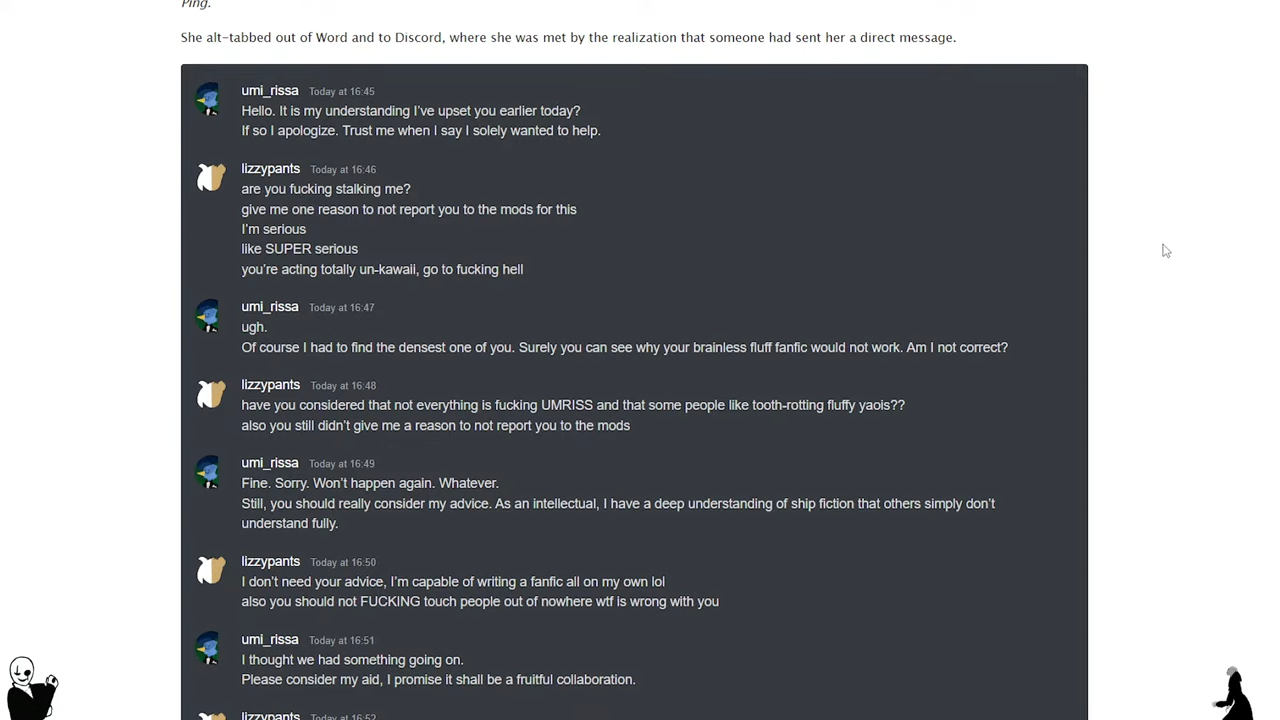 Ping.
She alt-tabbed out of Word and to Discord, where she was met by the realization that someone had sent her a direct message.
umi_rissa Today at 16:45
Hello. It is my understanding I've upset you earlier today?
If so I apologize. Trust me when I say I solely wanted to help.
lizzypants Today at 16:46
are you fucking stalking me?
give me one reason to not report you to the mods for this
I'm serious
like SUPER serious
you're acting totally un-kawaii, go to fucking hell
umi_rissa Today at 16:47
ugh.
Of course I had to find the densest one of you. Surely you can see why your brainless fluff fanfic would not work. Am I not correct?
lizzypants Today at 16:48
have you considered that not everything is fucking UMRISS and that some people like tooth-rotting fluffy yaois??
also you still didn't give me a reason to not report you to the mods
umi_rissa Today at 16:49
Fine. Sorry. Won't happen again. Whatever.
Still, you should really consider my advice. As an intellectual, I have a deep understanding of ship fiction that others simply don't
understand fully.
lizzypants Today at 16:50
I don't need your advice, I'm capable of writing a fanfic all on my own lol
also you should not FUCKING touch people out of nowhere wtf is wrong with you
umi_rissa Today at 16:51
I thought we had something going on.
Please consider my aid, I promise it shall be a fruitful collaboration.
lizzypants Today at 16:52